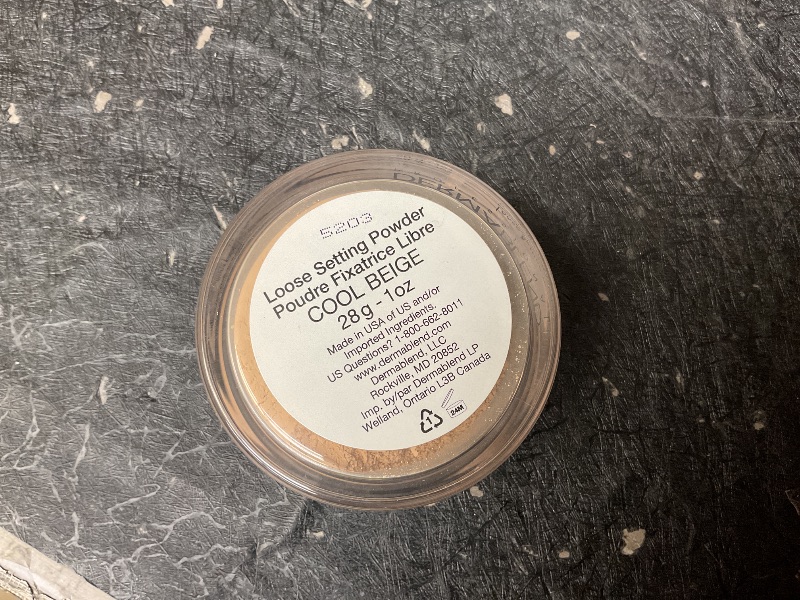 5203
Loose Setting Powder
Poudre Fixatrice Libre
COOL BEIGE
28g - 1oz
Made in USA of US and/or
Imported Ingredients.
US Questions? 1-800-662-8011
www.dermablend.com
Dermablend, LLC
Rockville, MD 20852
Imp. by/par Dermablend LP
Welland, Ontario L3B Canada
1
24M